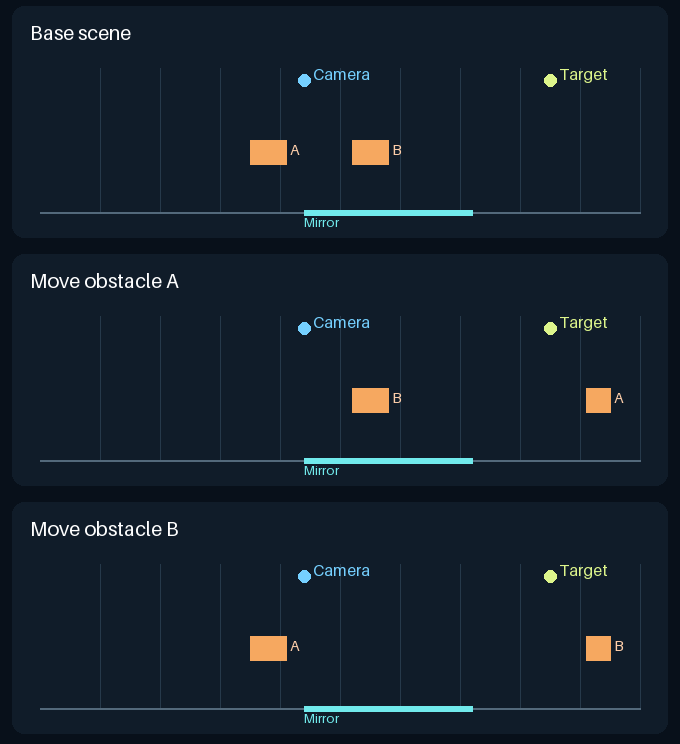 Base scene
Camera
Target
A
B
Mirror
Move obstacle A
Camera
Target
B
A
Mirror
Move obstacle B
Camera
Target
A
B
Mirror